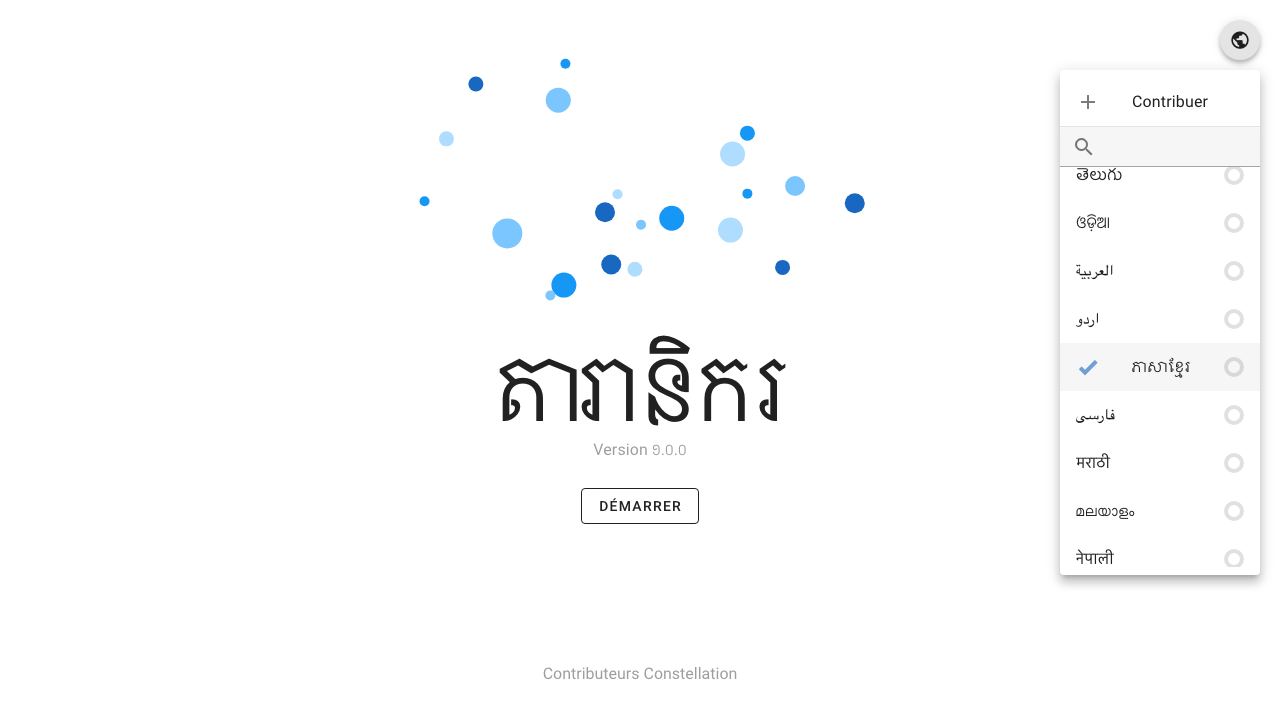 Contribuer
తెలుగు
ଓଡ଼ିଆ
العربية
اردو
ភាសាខ្មែរ
فارسی
मराठी
മലയാളം
नेपाली
តារានិករ
Version ១.០.០
DÉMARRER
Contributeurs Constellation